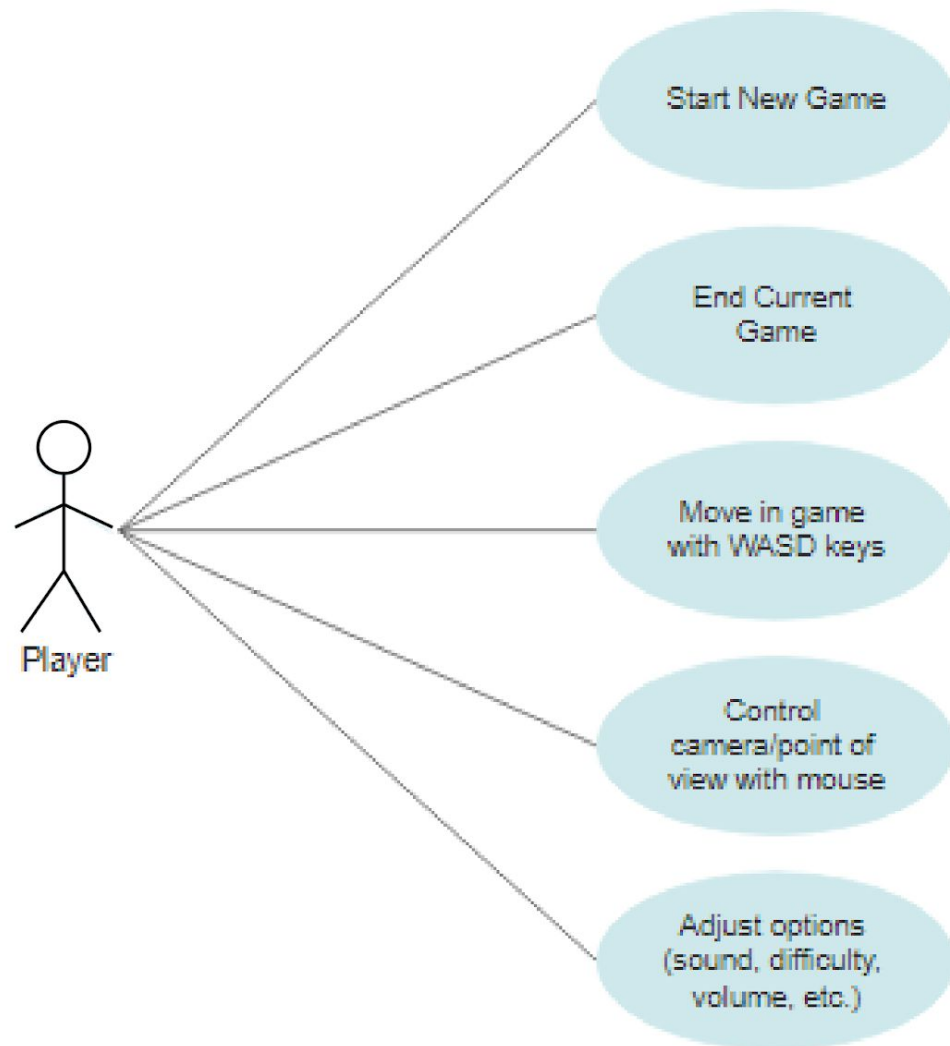 Start New Game
End Current
Game
Move in game
with WASD keys
Player
Control
camera/point of
view with mouse
Adjust options
(sound, difficulty,
volume, etc.)